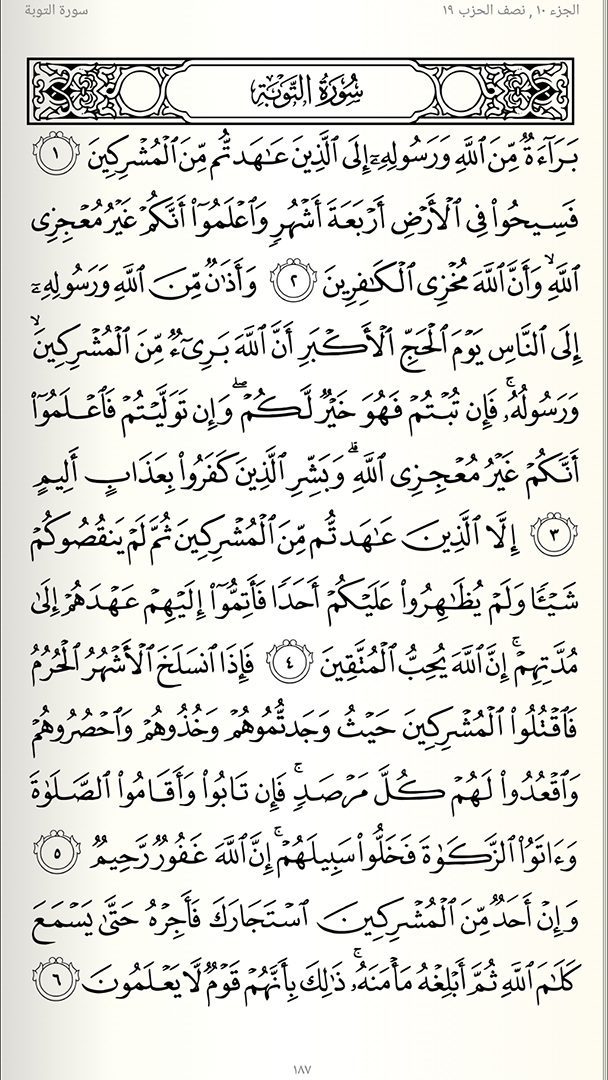 الجزء ١٠ , نصف الحزب ١٩
سورة التوبة
سُورَةُ التَّوْبَةِ
بَرَآءَةٌ مِّنَ ٱللَّهِ وَرَسُولِهِۦٓ إِلَى ٱلَّذِينَ عَٰهَدتُّم مِّنَ ٱلْمُشْرِكِينَ ١
فَسِيحُوا۟ فِى ٱلْأَرْضِ أَرْبَعَةَ أَشْهُرٍ وَٱعْلَمُوٓا۟ أَنَّكُمْ غَيْرُ مُعْجِزِى
ٱللَّهِ ۙ وَأَنَّ ٱللَّهَ مُخْزِى ٱلْكَٰفِرِينَ ٢ وَأَذَٰنٌ مِّنَ ٱللَّهِ وَرَسُولِهِۦٓ
إِلَى ٱلنَّاسِ يَوْمَ ٱلْحَجِّ ٱلْأَكْبَرِ أَنَّ ٱللَّهَ بَرِىٓءٌ مِّنَ ٱلْمُشْرِكِينَ ۙ
وَرَسُولُهُۥ ۚ فَإِن تُبْتُمْ فَهُوَ خَيْرٌ لَّكُمْ ۖ وَإِن تَوَلَّيْتُمْ فَٱعْلَمُوٓا۟
أَنَّكُمْ غَيْرُ مُعْجِزِى ٱللَّهِ ۗ وَبَشِّرِ ٱلَّذِينَ كَفَرُوا۟ بِعَذَابٍ أَلِيمٍ
٣ إِلَّا ٱلَّذِينَ عَٰهَدتُّم مِّنَ ٱلْمُشْرِكِينَ ثُمَّ لَمْ يَنقُصُوكُمْ
شَيْـًٔا وَلَمْ يُظَٰهِرُوا۟ عَلَيْكُمْ أَحَدًا فَأَتِمُّوٓا۟ إِلَيْهِمْ عَهْدَهُمْ إِلَىٰ
مُدَّتِهِمْ ۚ إِنَّ ٱللَّهَ يُحِبُّ ٱلْمُتَّقِينَ ٤ فَإِذَا ٱنسَلَخَ ٱلْأَشْهُرُ ٱلْحُرُمُ
فَٱقْتُلُوا۟ ٱلْمُشْرِكِينَ حَيْثُ وَجَدتُّمُوهُمْ وَخُذُوهُمْ وَٱحْصُرُوهُمْ
وَٱقْعُدُوا۟ لَهُمْ كُلَّ مَرْصَدٍ ۚ فَإِن تَابُوا۟ وَأَقَامُوا۟ ٱلصَّلَوٰةَ
وَءَاتَوُا۟ ٱلزَّكَوٰةَ فَخَلُّوا۟ سَبِيلَهُمْ ۚ إِنَّ ٱللَّهَ غَفُورٌ رَّحِيمٌ ٥
وَإِنْ أَحَدٌ مِّنَ ٱلْمُشْرِكِينَ ٱسْتَجَارَكَ فَأَجِرْهُ حَتَّىٰ يَسْمَعَ
كَلَٰمَ ٱللَّهِ ثُمَّ أَبْلِغْهُ مَأْمَنَهُۥ ۚ ذَٰلِكَ بِأَنَّهُمْ قَوْمٌ لَّا يَعْلَمُونَ ٦
١٨٧